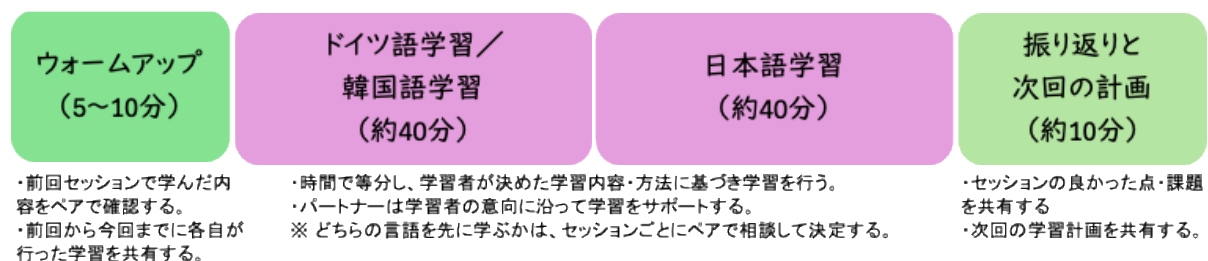 ウォームアップ
(5～10分)
ドイツ語学習／
韓国語学習
(約40分)
日本語学習
(約40分)
振り返りと
次回の計画
(約10分)
・前回セッションで学んだ内
容をペアで確認する。
・前回から今回までに各自が
行った学習を共有する。
・時間で等分し、学習者が決めた学習内容・方法に基づき学習を行う。
・パートナーは学習者の意向に沿って学習をサポートする。
※ どちらの言語を先に学ぶかは、セッションごとにペアで相談して決定する。
・セッションの良かった点・課題
を共有する
・次回の学習計画を共有する。